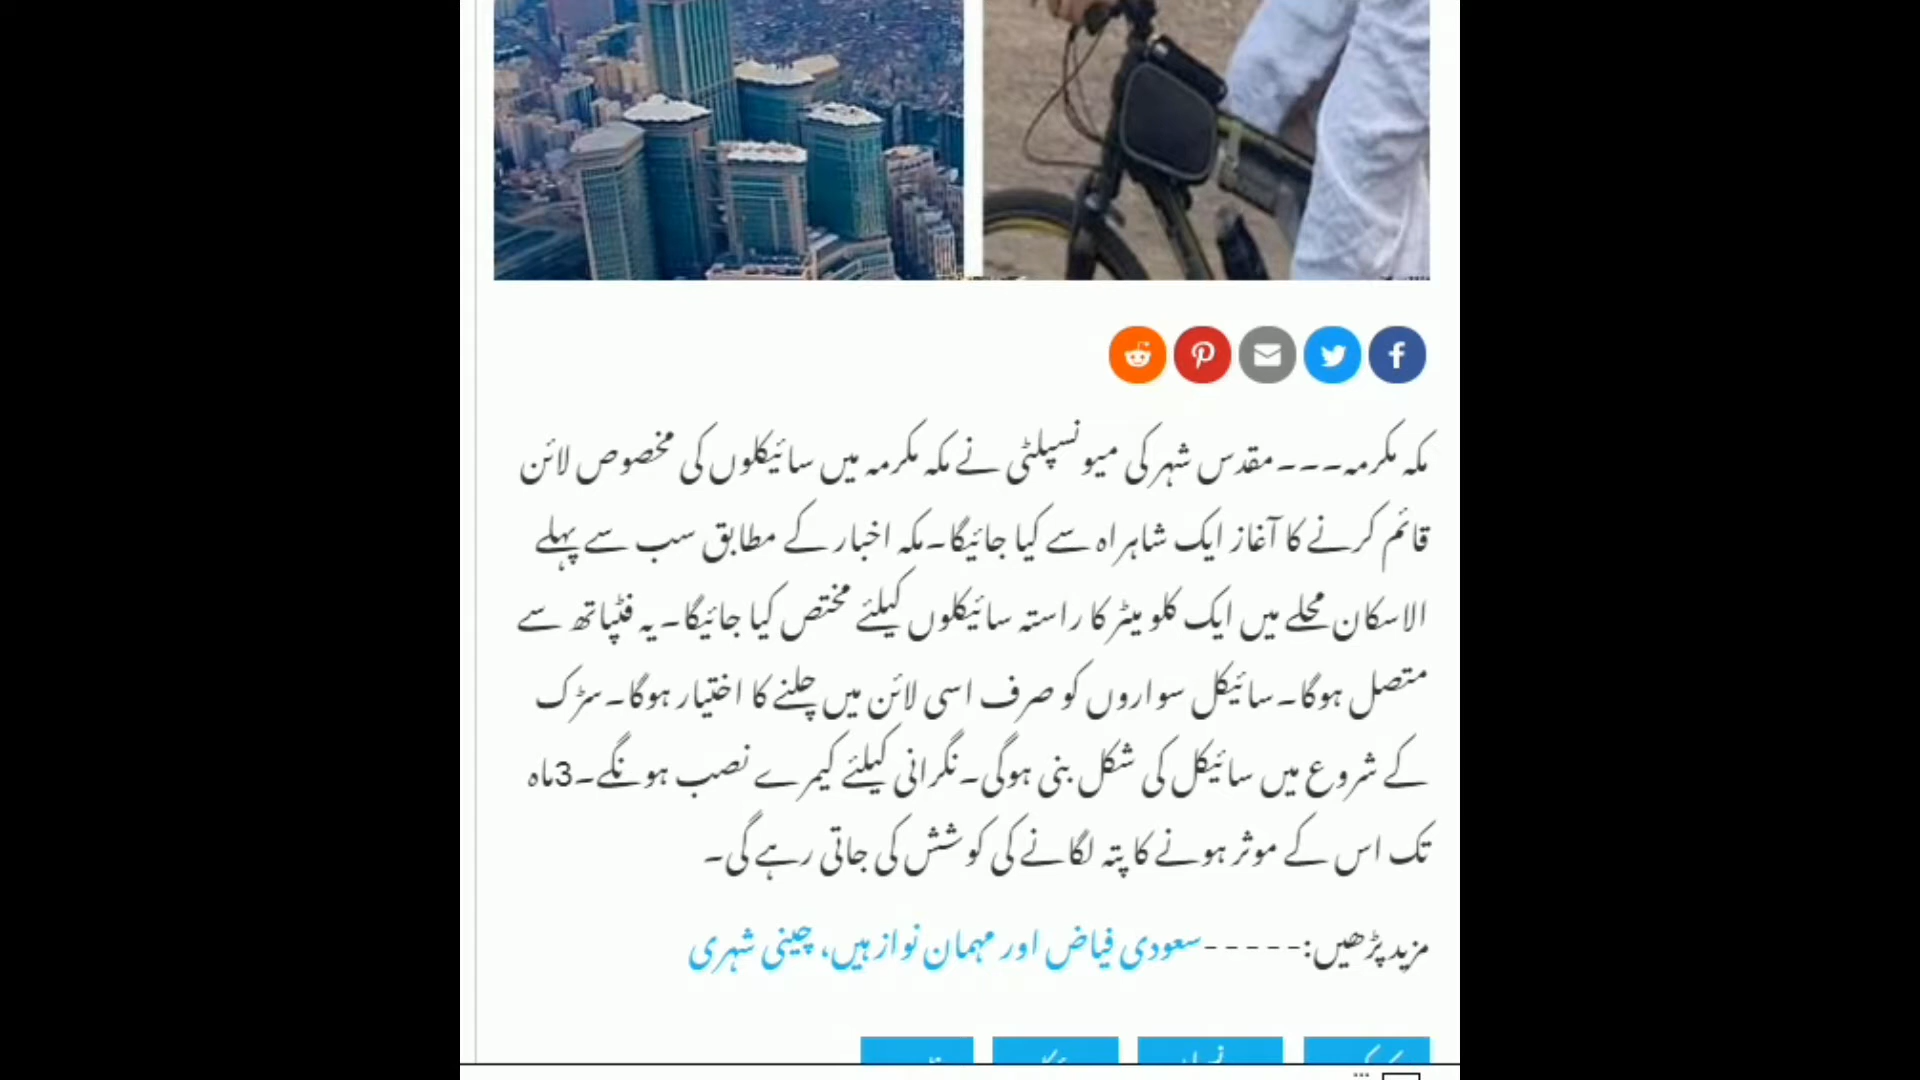 مکہ مکرمہ۔۔۔مقدس شہر کی میونسپلٹی نے مکہ مکرمہ میں سائیکلوں کی مخصوص لائن
قائم کرنے کا آغاز ایک شاہراہ سے کیا جائیگا۔مکہ اخبار کے مطابق سب سے پہلے
الاسکان محلے میں ایک کلو میٹر کا راستہ سائیکلوں کیلئے مختص کیا جائیگا۔ یہ فٹپاتھ سے
متصل ہوگا۔سائیکل سواروں کو صرف اسی لائن میں چلنے کا اختیار ہوگا۔سڑک
کے شروع میں سائیکل کی شکل بنی ہوگی۔نگرانی کیلئے کیمرے نصب ہونگے۔3ماہ
تک اس کے موثر ہونے کا پتہ لگانے کی کوشش کی جاتی رہے گی۔
مزید پڑھیں:-----سعودی فیاض اور مہمان نواز ہیں، چینی شہری